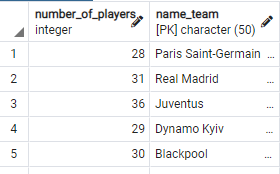 number_of_players name_team
integer [PK] character (50)
1 28 Paris Saint-Germain ...
2 31 Real Madrid ...
3 36 Juventus ...
4 29 Dynamo Kyiv ...
5 30 Blackpool ...